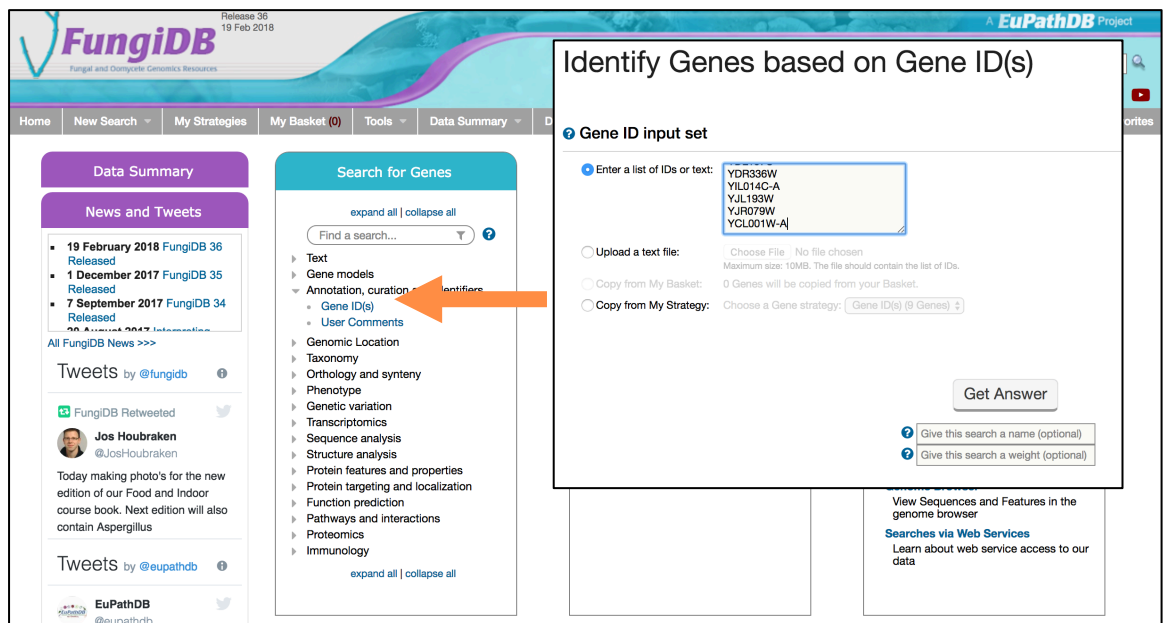 FungiDB
Fungal and Oomycete Genomics Resources
Release 36
19 Feb 2018
A EuPathDB Project
Home
New Search
My Strategies
My Basket (0)
Tools
Data Summary
D
orites
Data Summary
News and Tweets
19 February 2018 FungiDB 36
Released
1 December 2017 FungiDB 35
Released
7 September 2017 FungiDB 34
Released
All FungiDB News >>>
Tweets by @fungidb
FungiDB Retweeted
Jos Houbraken
@JosHoubraken
Today making photo's for the new
edition of our Food and Indoor
course book. Next edition will also
contain Aspergillus
Tweets by @eupathdb
EuPathDB
@eupathdb
Search for Genes
expand all | collapse all
Find a search...
Text
Gene models
Annotation, curation
Gene ID(s)
User Comments
Genomic Location
Taxonomy
Orthology and synteny
Phenotype
Genetic variation
Transcriptomics
Sequence analysis
Structure analysis
Protein features and properties
Protein targeting and localization
Function prediction
Pathways and interactions
Proteomics
Immunology
expand all | collapse all
Identify Genes based on Gene ID(s)
Gene ID input set
Enter a list of IDs or text:
YDR336W
YIL014C-A
YJL193W
YJR079W
YCL001W-A
Upload a text file:
Choose File No file chosen
Maximum size: 10MB. The file should contain the list of IDs.
Copy from My Basket: 0 Genes will be copied from your Basket.
Copy from My Strategy: Choose a Gene strategy: Gene ID(s) (9 Genes)
Get Answer
Give this search a name (optional)
Give this search a weight (optional)
View Sequences and Features in the
genome browser
Searches via Web Services
Learn about web service access to our
data